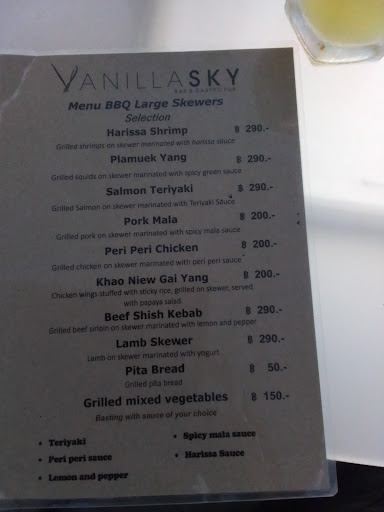 VANILLASKY
BAR & GASTRO PUB
Menu BBQ Large Skewers
Selection
Harissa Shrimp ฿ 290.-
Grilled shrimps on skewer marinated with harissa sauce
Plamuek Yang ฿ 290.-
Grilled squids on skewer marinated with spicy green sauce
Salmon Teriyaki ฿ 290.-
Grilled Salmon on skewer marinated with Teriyaki Sauce
Pork Mala ฿ 200.-
Grilled pork on skewer marinated with spicy mala sauce
Peri Peri Chicken ฿ 200.-
Grilled chicken on skewer marinated with peri peri sauce
Khao Niew Gai Yang ฿ 200.-
Chicken wings stuffed with sticky rice, grilled on skewer, served
with papaya salad
Beef Shish Kebab ฿ 290.-
Grilled beef sirloin on skewer marinated with lemon and pepper
Lamb Skewer ฿ 290.-
Lamb on skewer marinated with yogurt
Pita Bread ฿ 50.-
Grilled pita bread
Grilled mixed vegetables ฿ 150.-
Basting with sauce of your choice
• Teriyaki • Spicy mala sauce
• Peri peri sauce • Harissa Sauce
• Lemon and pepper